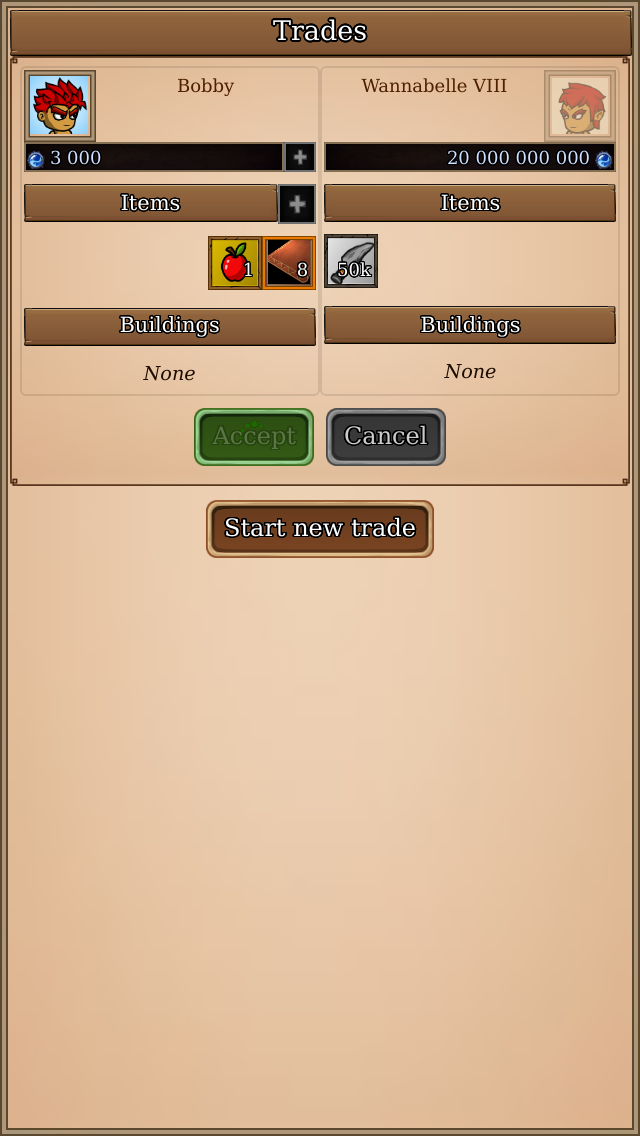 Trades
Bobby
Wannabelle VIII
3 000
20 000 000 000
Items
Items
1
8
50k
Buildings
Buildings
None
None
Accept
Cancel
Start new trade